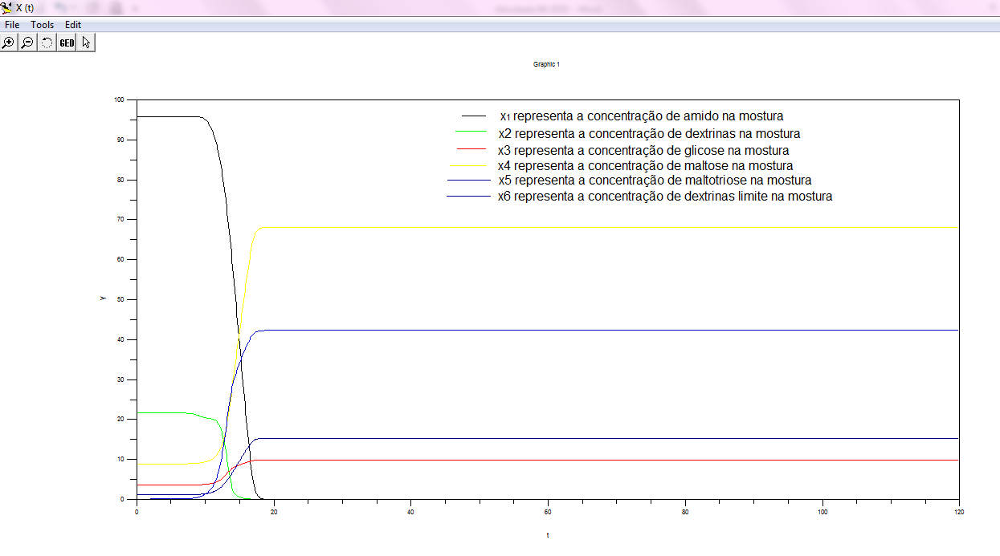 X (t)
File Tools Edit
GED
Graphic 1
x1 representa a concentração de amido na mostura
x2 representa a concentração de dextrinas na mostura
x3 representa a concentração de glicose na mostura
x4 representa a concentração de maltose na mostura
x5 representa a concentração de maltotriose na mostura
x6 representa a concentração de dextrinas limite na mostura
100
90
80
70
60
50
40
30
20
10
0
Y
0 20 40 60 80 100 120
t